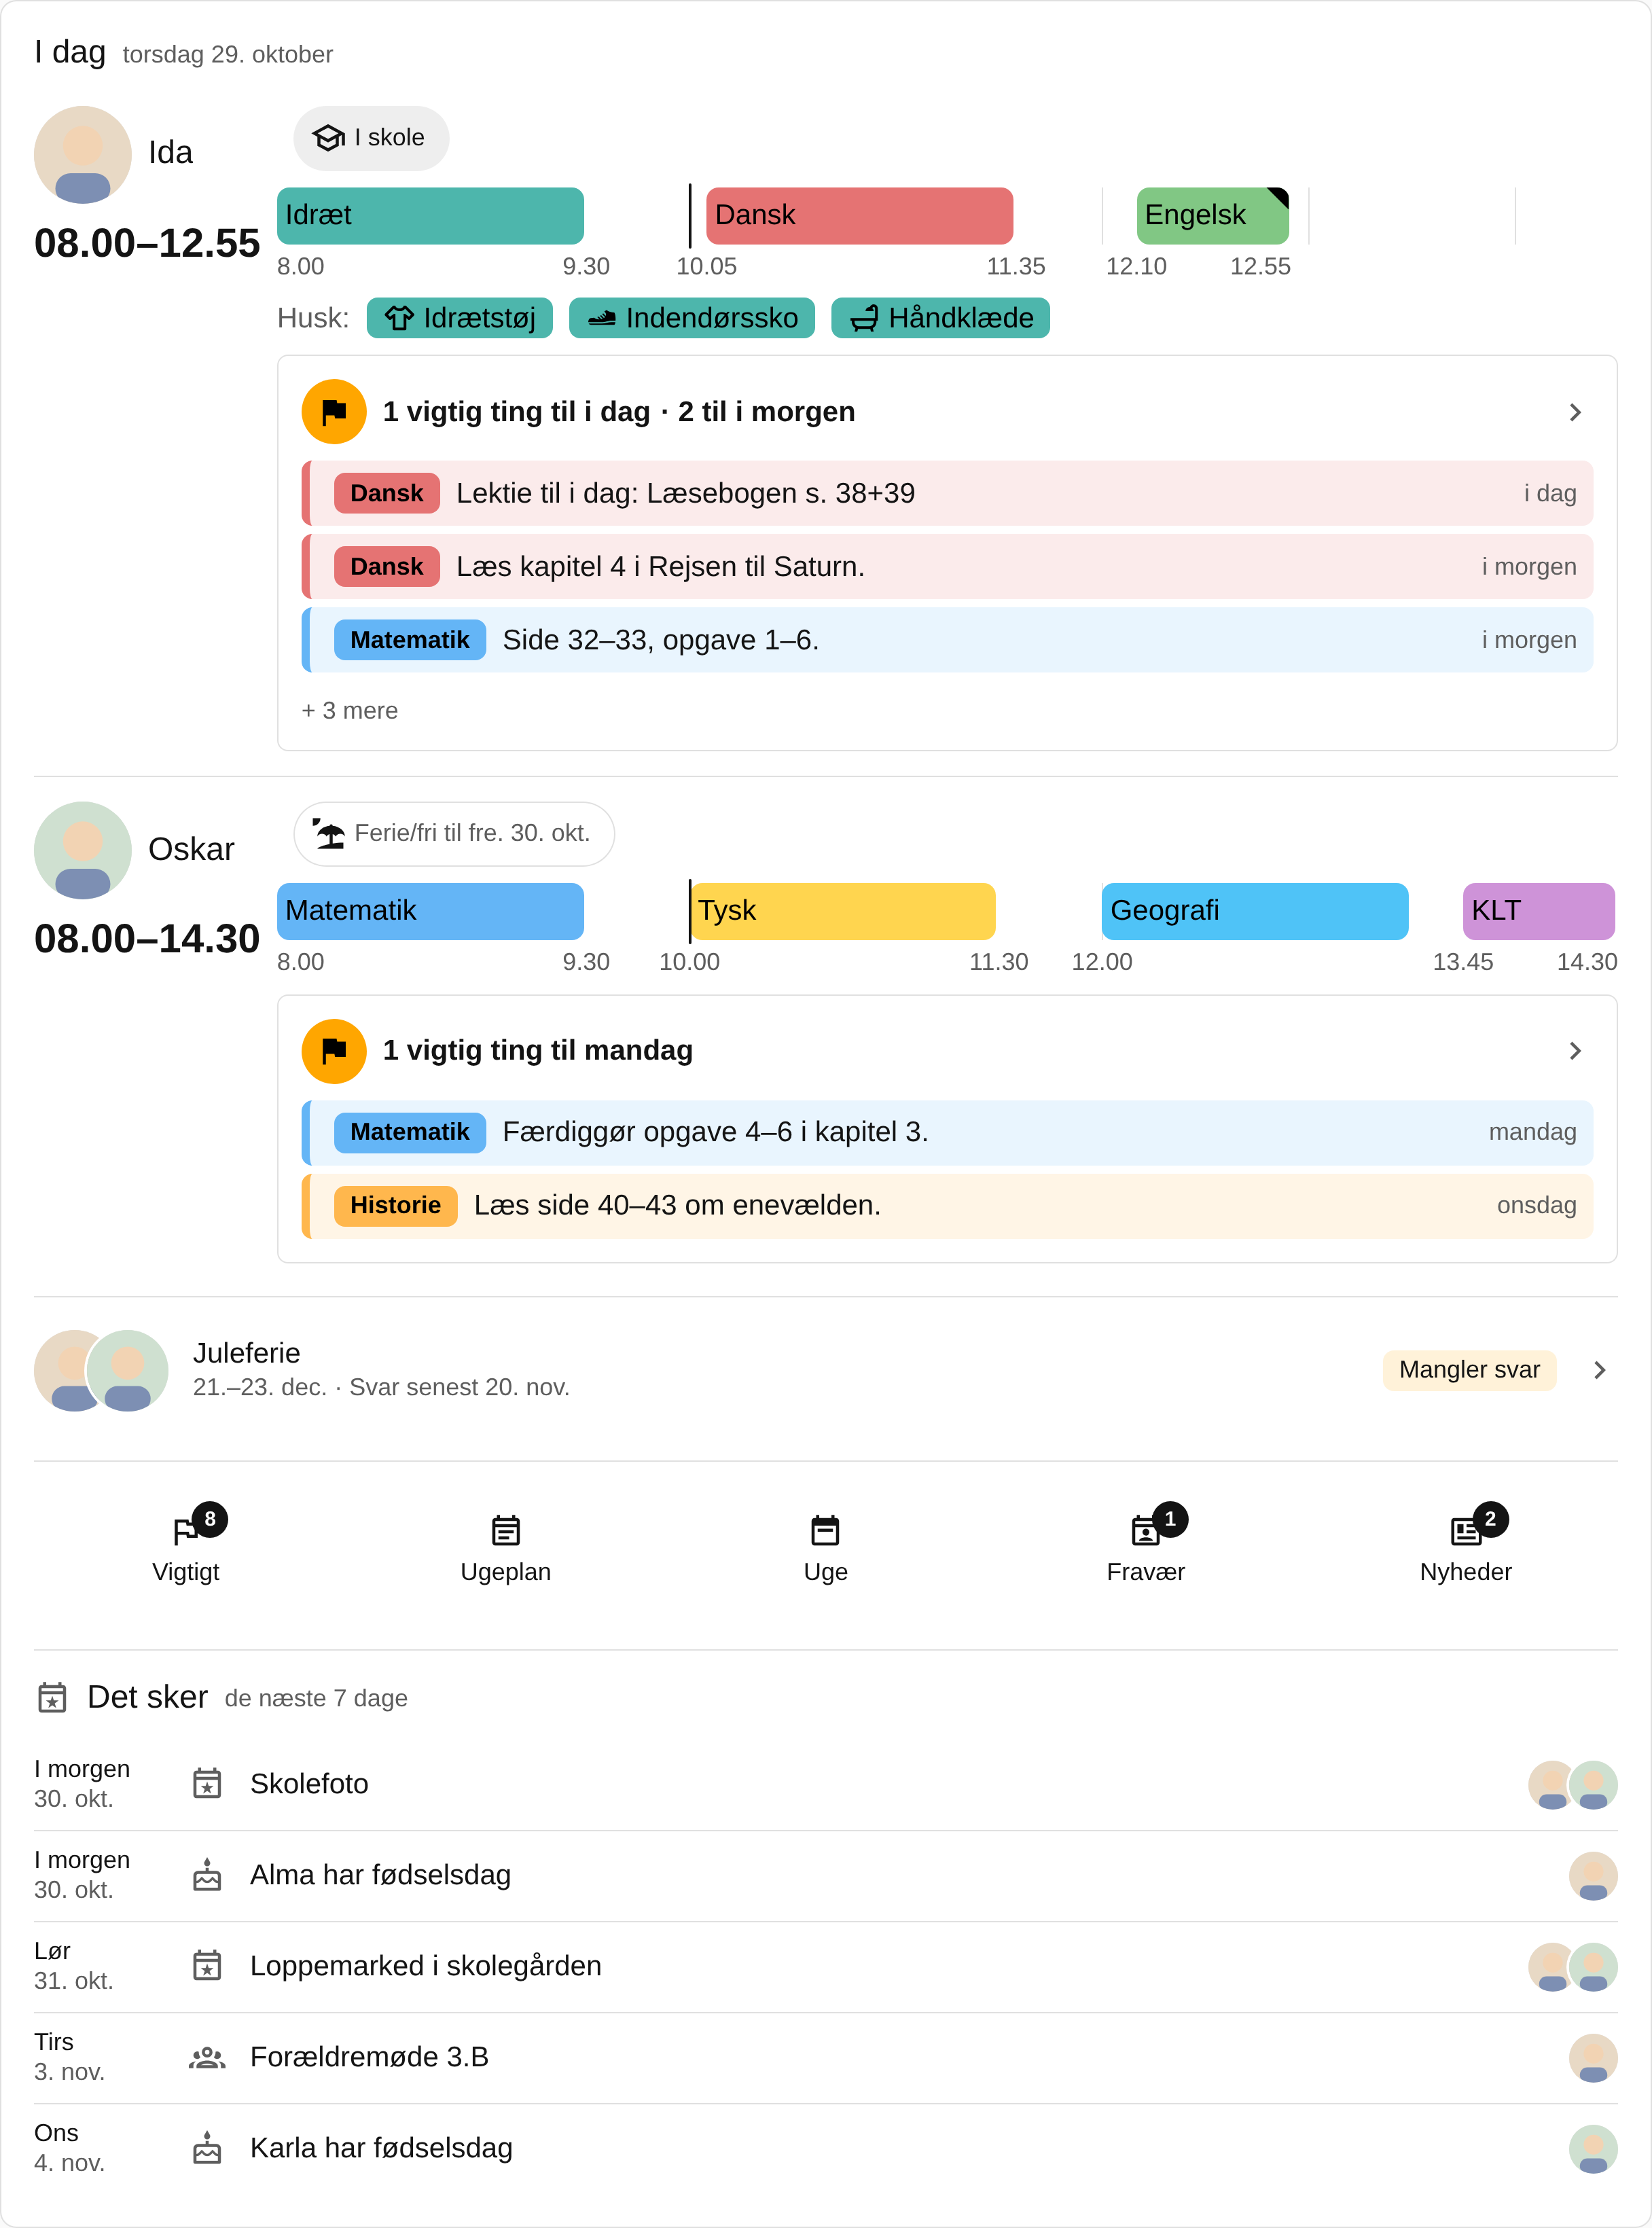 I dag torsdag 29. oktober
Ida
I skole
08.00–12.55
Idræt Dansk Engelsk
8.00 9.30 10.05 11.35 12.10 12.55
Husk: Idrætstøj Indendørssko Håndklæde
1 vigtig ting til i dag · 2 til i morgen
Dansk Lektie til i dag: Læsebogen s. 38+39 i dag
Dansk Læs kapitel 4 i Rejsen til Saturn. i morgen
Matematik Side 32–33, opgave 1–6. i morgen
+ 3 mere
Oskar
Ferie/fri til fre. 30. okt.
08.00–14.30
Matematik Tysk Geografi KLT
8.00 9.30 10.00 11.30 12.00 13.45 14.30
1 vigtig ting til mandag
Matematik Færdiggør opgave 4–6 i kapitel 3. mandag
Historie Læs side 40–43 om enevælden. onsdag
Juleferie
21.–23. dec. · Svar senest 20. nov.
Mangler svar
8 1 2
Vigtigt Ugeplan Uge Fravær Nyheder
Det sker de næste 7 dage
I morgen
30. okt.
Skolefoto
I morgen
30. okt.
Alma har fødselsdag
Lør
31. okt.
Loppemarked i skolegården
Tirs
3. nov.
Forældremøde 3.B
Ons
4. nov.
Karla har fødselsdag